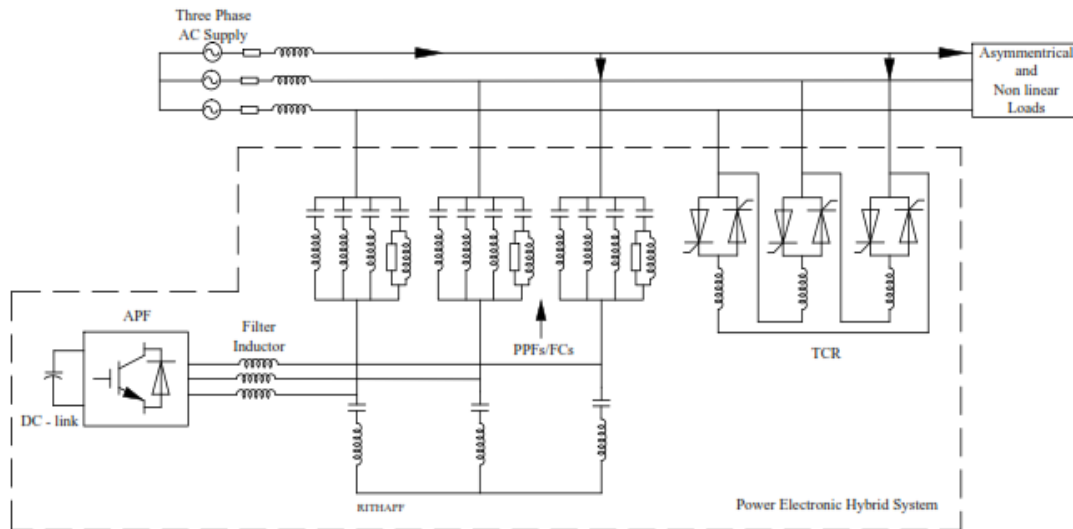 Three Phase
AC Supply
Asymmentrical
and
Non linear
Loads
APF
Filter
Inductor
PPFs/FCs
TCR
DC - link
RITHAPF
Power Electronic Hybrid System